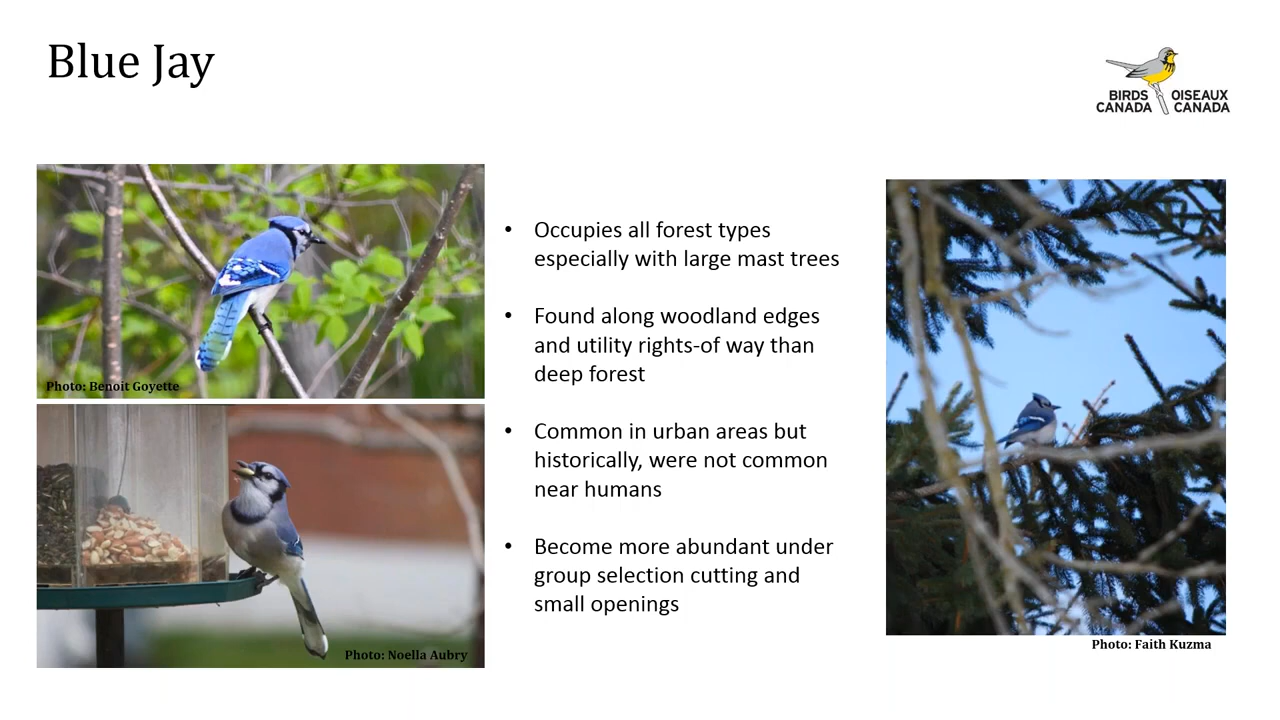 Blue Jay
BIRDS CANADA
OISEAUX CANADA
Photo: Benoit Goyette
Photo: Noella Aubry
• Occupies all forest types
especially with large mast trees
• Found along woodland edges
and utility rights-of way than
deep forest
• Common in urban areas but
historically, were not common
near humans
• Become more abundant under
group selection cutting and
small openings
Photo: Faith Kuzma